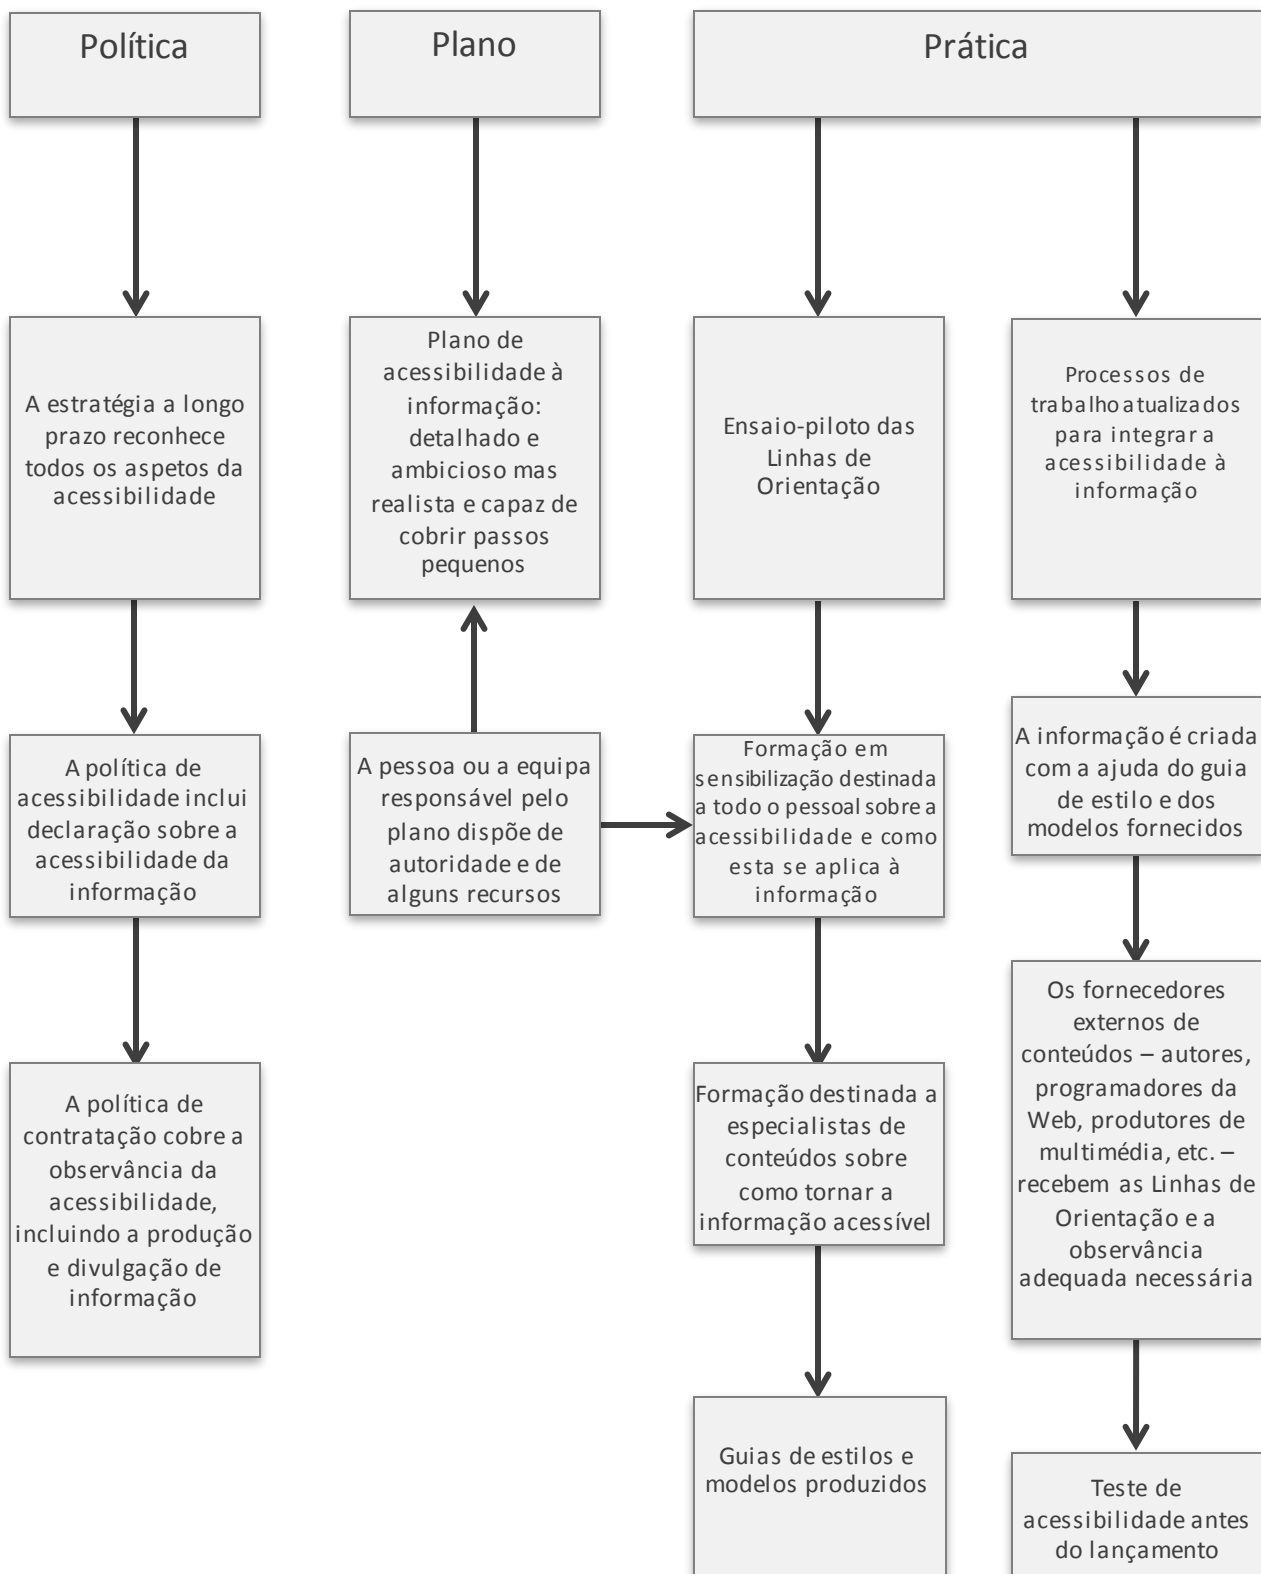 Política
A estratégia a longo
prazo reconhece
todos os aspetos da
acessibilidade
A política de
acessibilidade inclui
declaração sobre a
acessibilidade da
informação
A política de
contratação cobre a
observância da
acessibilidade,
incluindo a produção
e divulgação de
informação
Plano
Plano de
acessibilidade à
informação:
detalhado e
ambicioso mas
realista e capaz de
cobrir passos
pequenos
A pessoa ou a equipa
responsável pelo
plano dispõe de
autoridade e de
alguns recursos
Prática
Ensaio-piloto das
Linhas de
Orientação
Formação em
sensibilização destinada
a todo o pessoal sobre a
acessibilidade e como
esta se aplica à
informação
Formação destinada a
especialistas de
conteúdos sobre
como tornar a
informação acessível
Guias de estilos e
modelos produzidos
Processos de
trabalho atualizados
para integrar a
acessibilidade à
informação
A informação é criada
com a ajuda do guia
de estilo e dos
modelos fornecidos
Os fornecedores
externos de
conteúdos – autores,
programadores da
Web, produtores de
multimédia, etc. –
recebem as Linhas de
Orientação e a
observância
adequada necessária
Teste de
acessibilidade antes
do lançamento